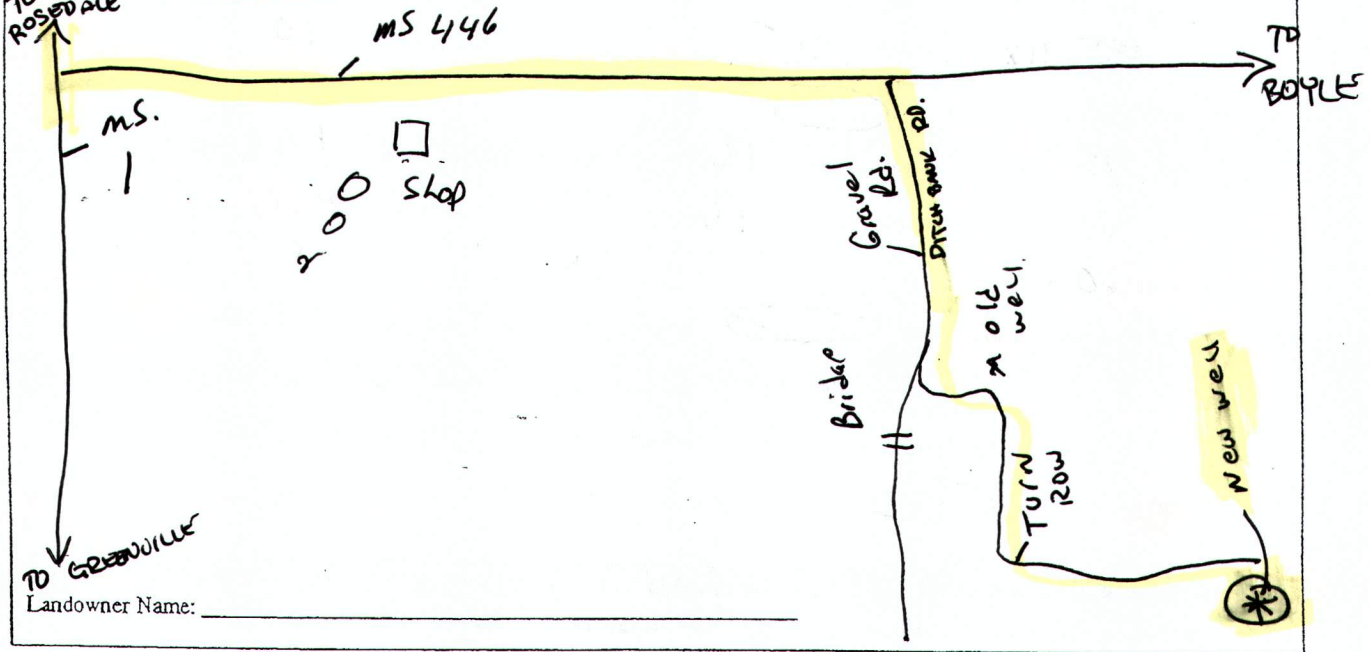 TO
ROSEDALE
MS 446
TO
BOYLE
MS.
1
Shop
Gravel
Rd.
DITCH BANK RD.
old
well
Bridge
New well
Turn
Row
TO GREENVILLE
Landowner Name: